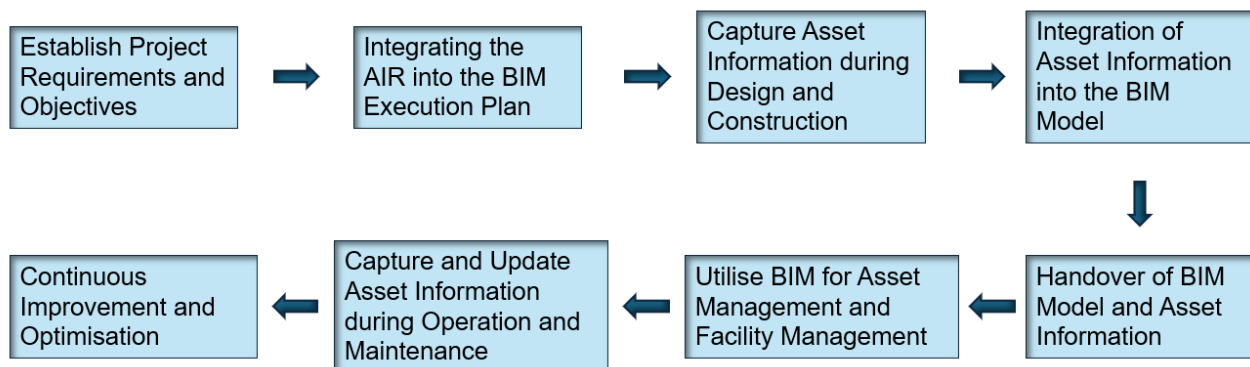 Establish Project
Requirements and
Objectives
Integrating the
AIR into the BIM
Execution Plan
Capture Asset
Information during
Design and
Construction
Integration of
Asset Information
into the BIM
Model
Handover of BIM
Model and Asset
Information
Utilise BIM for Asset
Management and
Facility Management
Capture and Update
Asset Information
during Operation and
Maintenance
Continuous
Improvement and
Optimisation